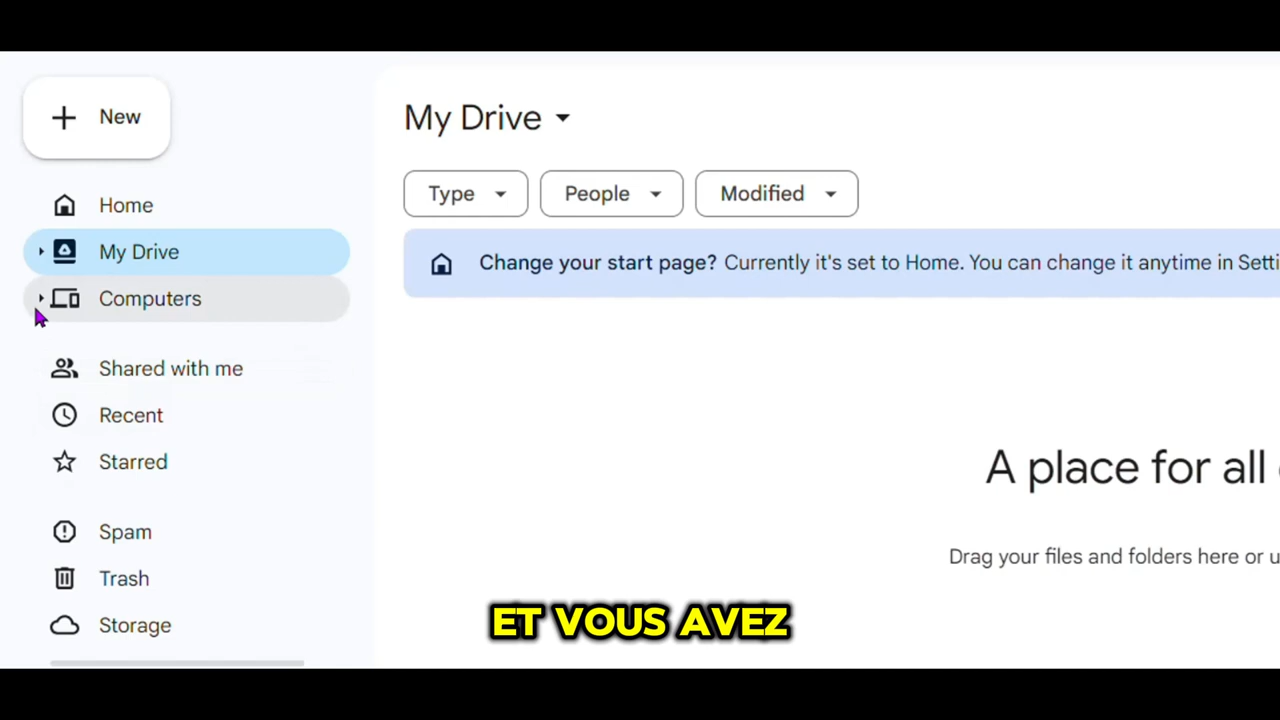 New
Home
My Drive
Computers
Shared with me
Recent
Starred
Spam
Trash
Storage
My Drive
Type
People
Modified
Change your start page? Currently it's set to Home. You can change it anytime in Setti
A place for all
Drag your files and folders here or u
ET VOUS AVEZ